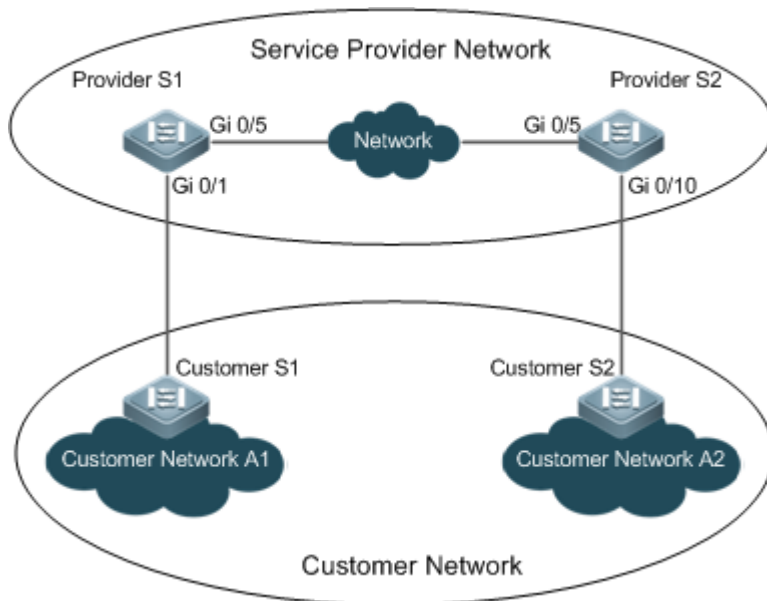 Service Provider Network
Provider S1
Provider S2
Gi 0/5
Network
Gi 0/5
Gi 0/1
Gi 0/10
Customer S1
Customer S2
Customer Network A1
Customer Network A2
Customer Network